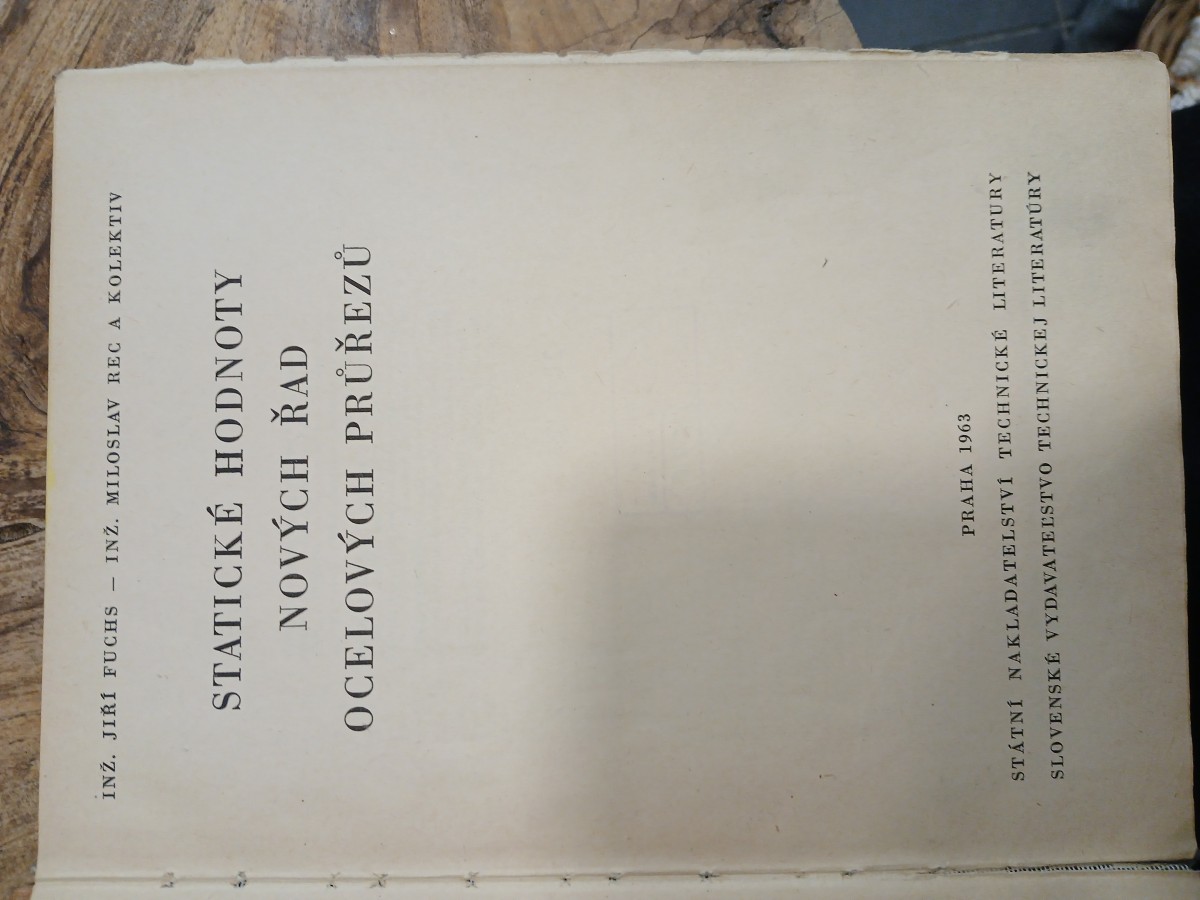 INŽ. JIŘÍ FUCHS — INŽ. MILOSLAV REC A KOLEKTIV
STATICKÉ HODNOTY
NOVÝCH ŘAD
OCELOVÝCH PRŮŘEZŮ
PRAHA 1963
STÁTNÍ NAKLADATELSTVÍ TECHNICKÉ LITERATURY
SLOVENSKÉ VYDAVATEĽSTVO TECHNICKEJ LITERATÚRY